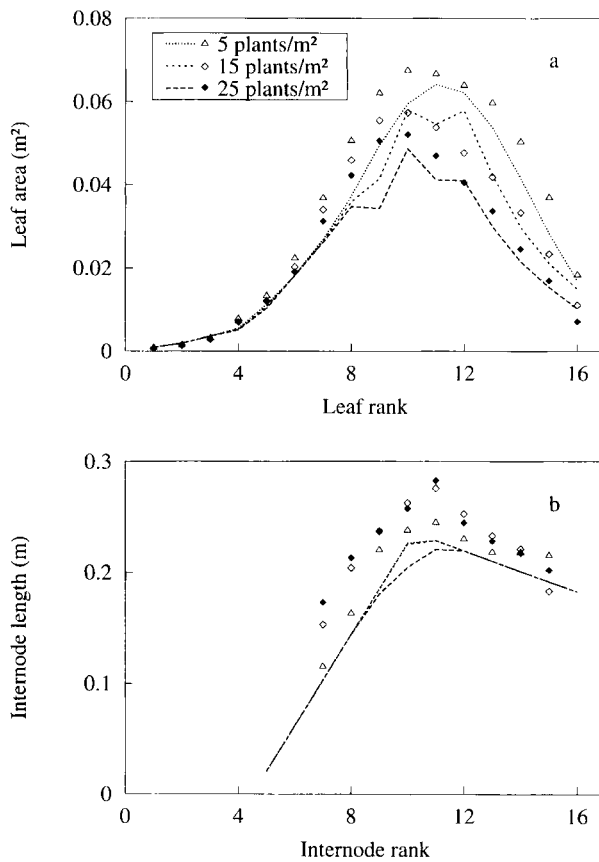 0.08
a
5 plants/m²
15 plants/m²
25 plants/m²
0.06
0.04
0.02
0
Leaf area (m²)
0 4 8 12 16
Leaf rank
0.3
b
0.2
0.1
0
Internode length (m)
0 4 8 12 16
Internode rank